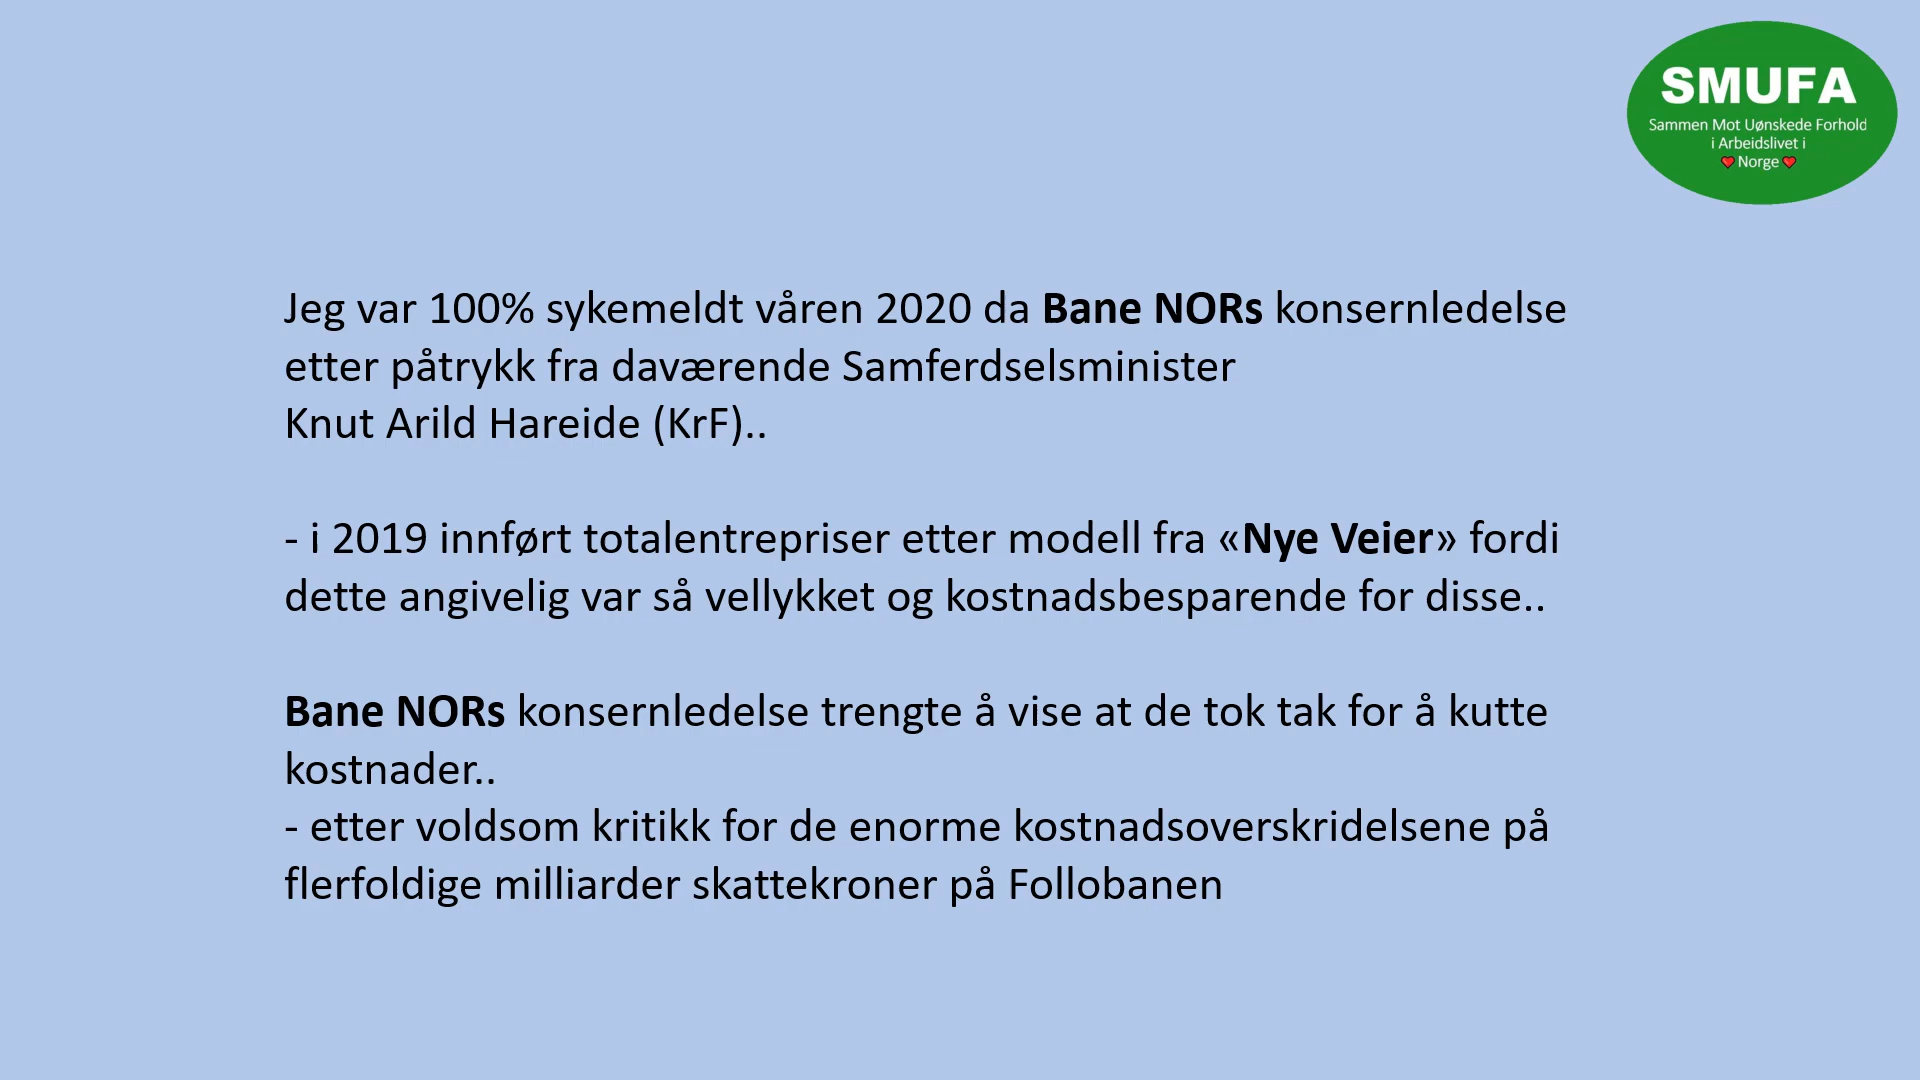 SMUFA
Sammen Mot Uønskede Forhold
i Arbeidslivet i
❤ Norge ❤
Jeg var 100% sykemeldt våren 2020 da Bane NORs konsernledelse
etter påtrykk fra daværende Samferdselsminister
Knut Arild Hareide (KrF)..
- i 2019 innført totalentrepriser etter modell fra «Nye Veier» fordi
dette angivelig var så vellykket og kostnadsbesparende for disse..
Bane NORs konsernledelse trengte å vise at de tok tak for å kutte
kostnader..
- etter voldsom kritikk for de enorme kostnadsoverskridelsene på
flerfoldige milliarder skattekroner på Follobanen